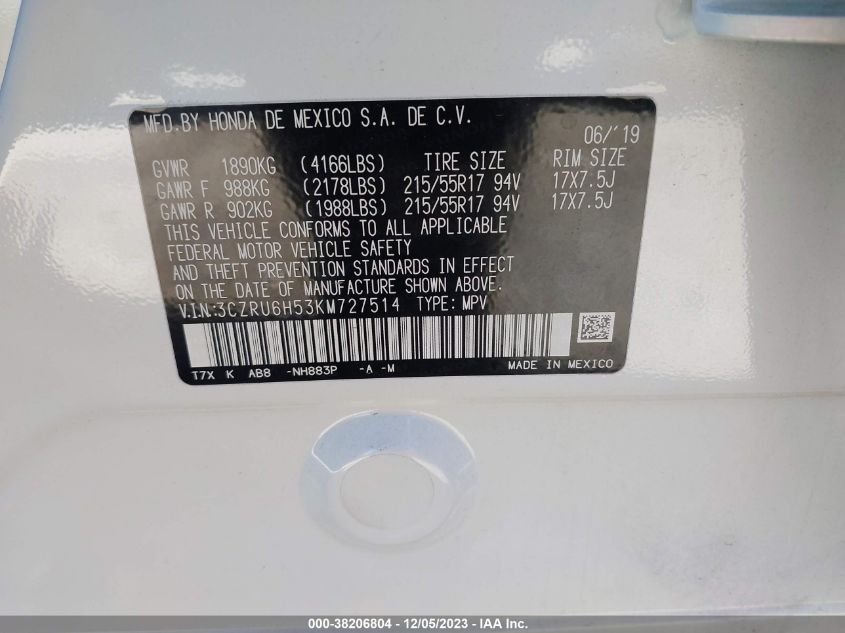 MFD.BY HONDA DE MEXICO S.A. DE C.V.
06/'19
GVWR 1890KG (4166LBS) TIRE SIZE RIM SIZE
GAWR F 988KG (2178LBS) 215/55R17 94V 17X7.5J
GAWR R 902KG (1988LBS) 215/55R17 94V 17X7.5J
THIS VEHICLE CONFORMS TO ALL APPLICABLE
FEDERAL MOTOR VEHICLE SAFETY
AND THEFT PREVENTION STANDARDS IN EFFECT
ON THE DATE OF MANUFACTURE SHOWN ABOVE.
V.I.N:3CZRU6H53KM727514 TYPE: MPV
T7X K AB8 -NH883P -A -M MADE IN MEXICO
000-38206804 - 12/05/2023 - IAA Inc.